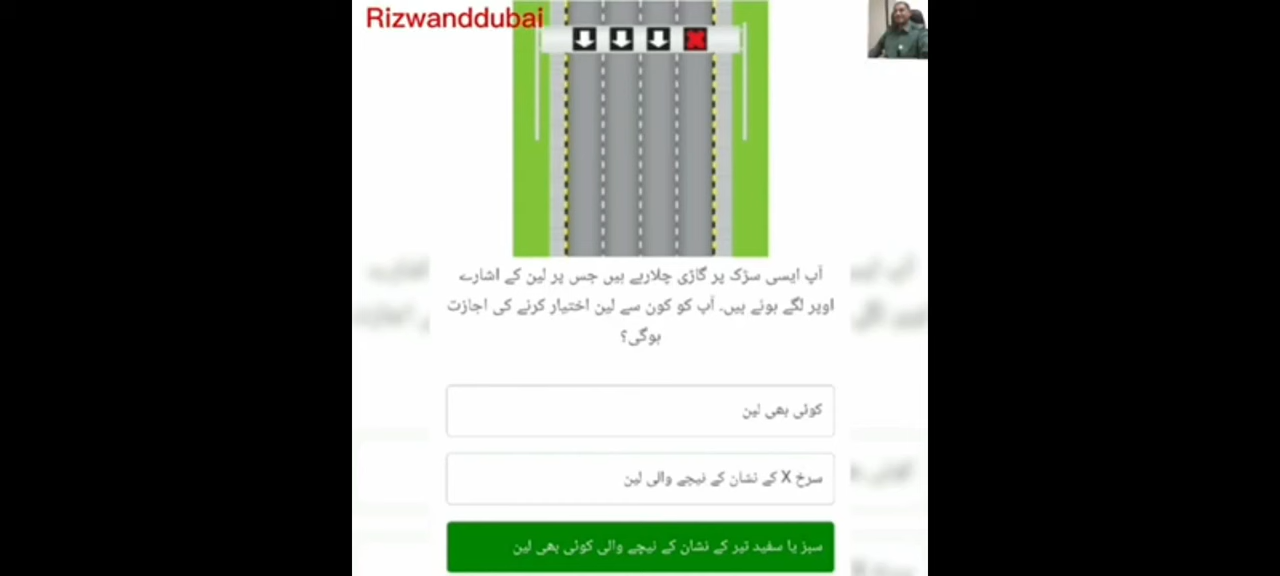 Rizwanddubai
آپ ایسی سڑک پر گاڑی چلارہے ہیں جس پر لین کے اشارے
اوپر لگے ہوئے ہیں۔ آپ کو کون سے لین اختیار کرنے کی اجازت
ہوگی؟
کوئی بھی لین
سرخ X کے نشان کے نیچے والی لین
سبز یا سفید تیر کے نشان کے نیچے والی کوئی بھی لین